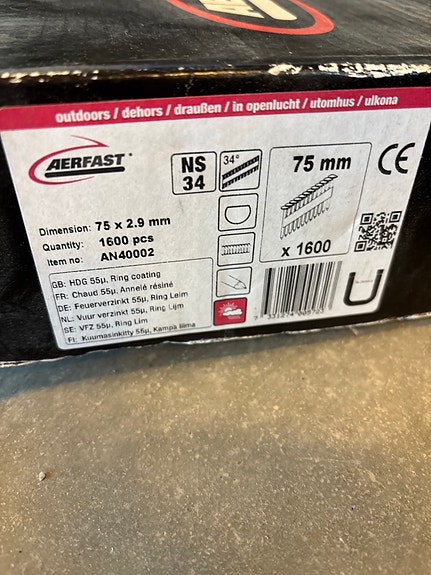 AERFAST
outdoors / dehors / draußen / in openlucht / utomhus / ulkona
AERFAST
NS
34
34°
75 mm
CE
Dimension: 75 x 2.9 mm
Quantity: 1600 pcs
Item no: AN40002
x 1600
GB: HDG 55µ, Ring coating
FR: Chaud 55µ, Annelé résine
DE: Feuerverzinkt 55µ, Ring Leim
NL: Vuur verzinkt 55µ, Ring Lijm
SE: VFZ 55µ, Ring Lim
FI: Kuumasinkitty 55µ, Kampa liima